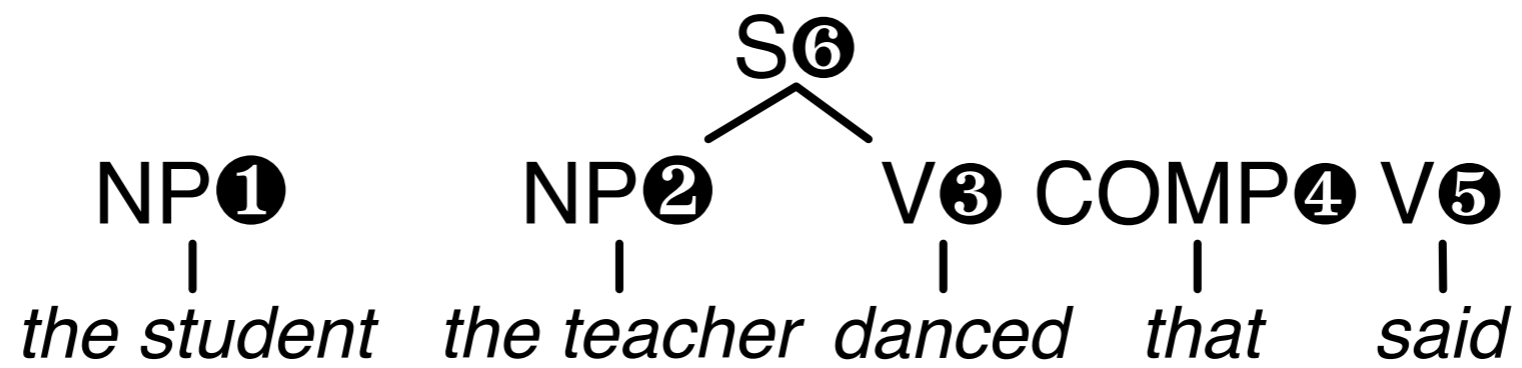 S❻
NP❶ NP❷ V❸ COMP❹ V❺
the student the teacher danced that said